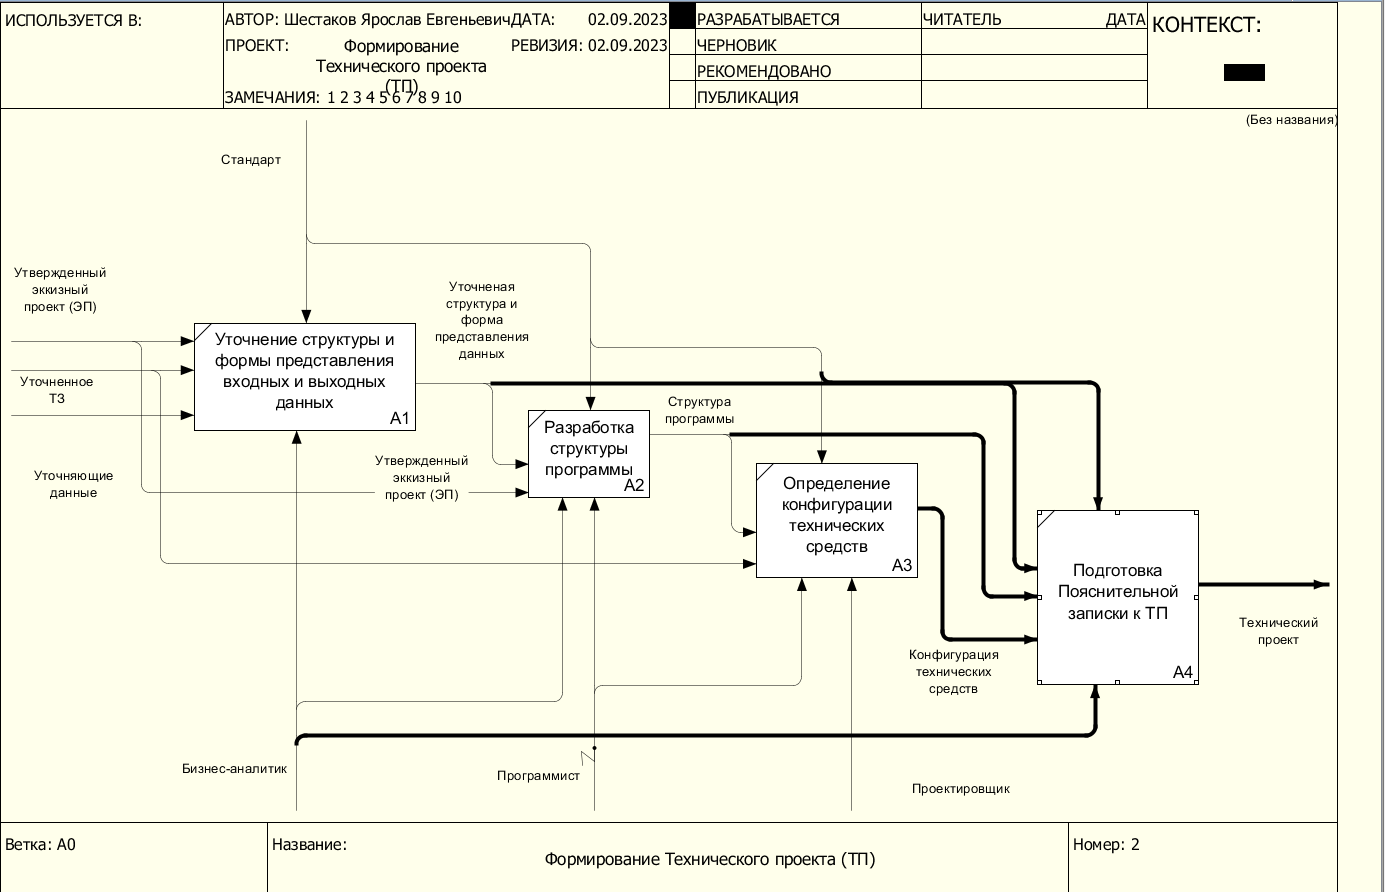 ИСПОЛЬЗУЕТСЯ В:
АВТОР: Шестаков Ярослав Евгеньевич
ДАТА: 02.09.2023
ПРОЕКТ: Формирование
Технического проекта
(ТП)
РЕВИЗИЯ: 02.09.2023
ЗАМЕЧАНИЯ: 1 2 3 4 5 6 7 8 9 10
РАЗРАБАТЫВАЕТСЯ
ЧЕРНОВИК
РЕКОМЕНДОВАНО
ПУБЛИКАЦИЯ
ЧИТАТЕЛЬ ДАТА
КОНТЕКСТ:
(Без названия)
Стандарт
Утвержденный
эккизный
проект (ЭП)
Уточненное
ТЗ
Уточняющие
данные
Уточнение структуры и
формы представления
входных и выходных
данных
A1
Уточненая
структура и
форма
представления
данных
Утвержденный
эккизный
проект (ЭП)
Разработка
структуры
программы
A2
Структура
программы
Определение
конфигурации
технических
средств
A3
Конфигурация
технических
средств
Подготовка
Пояснительной
записки к ТП
A4
Технический
проект
Бизнес-аналитик
Программист
Проектировщик
Ветка: A0
Название:
Формирование Технического проекта (ТП)
Номер: 2